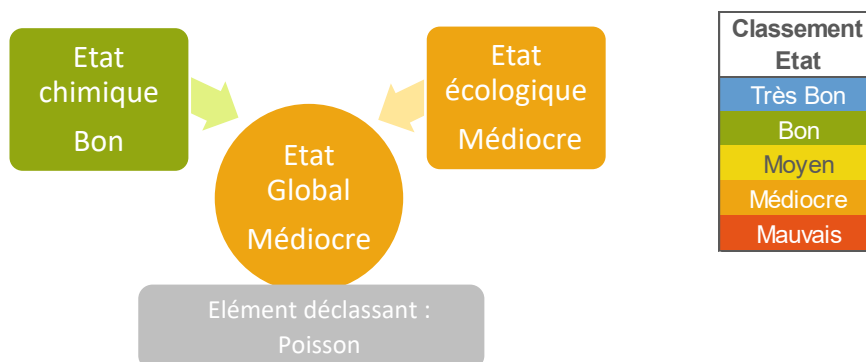 Etat
chimique
Bon
Etat
écologique
Médiocre
Etat
Global
Médiocre
Elément déclassant :
Poisson
Classement
Etat
Très Bon
Bon
Moyen
Médiocre
Mauvais